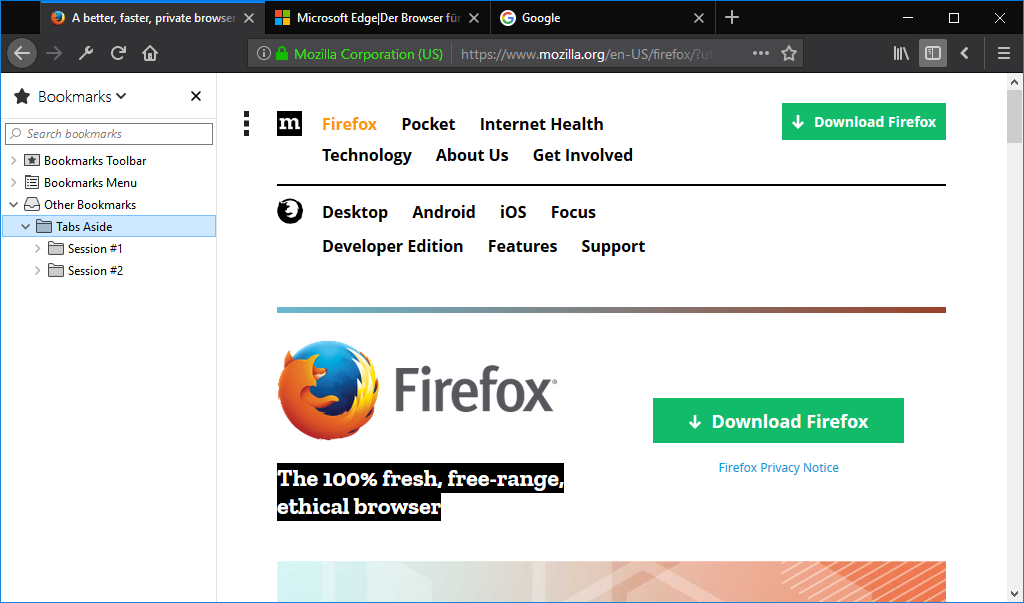 A better, faster, private browser
Microsoft Edge|Der Browser für
Google
Mozilla Corporation (US)
https://www.mozilla.org/en-US/firefox/?ut
Bookmarks
Search bookmarks
Bookmarks Toolbar
Bookmarks Menu
Other Bookmarks
Tabs Aside
Session #1
Session #2
m
Firefox Pocket Internet Health
Technology About Us Get Involved
Download Firefox
Desktop Android iOS Focus
Developer Edition Features Support
Firefox
The 100% fresh, free-range,
ethical browser
Download Firefox
Firefox Privacy Notice